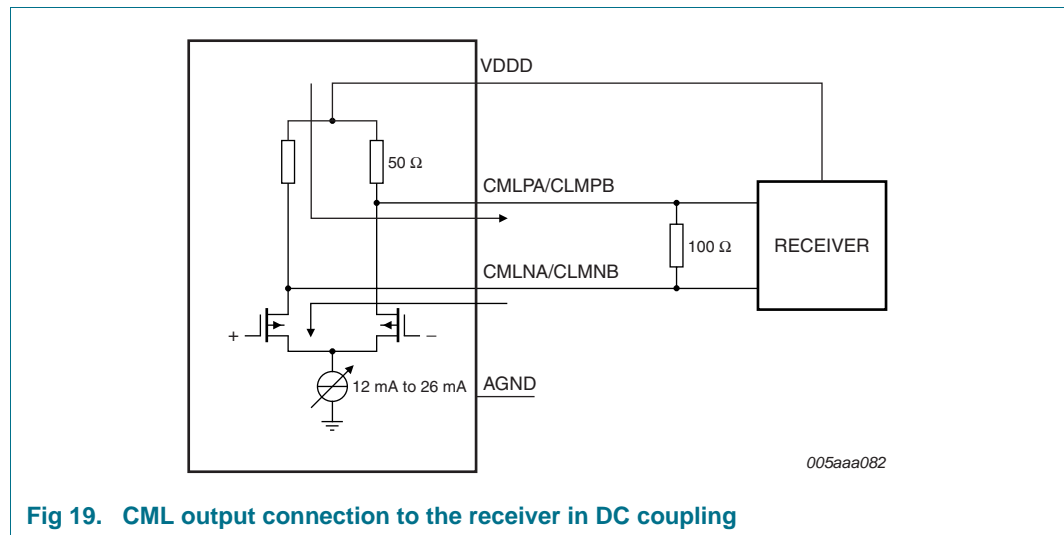 VDDD
50 Ω
CMLPA/CLMPB
100 Ω
RECEIVER
CMLNA/CLMNB
+
−
12 mA to 26 mA
AGND
005aaa082
Fig 19. CML output connection to the receiver in DC coupling